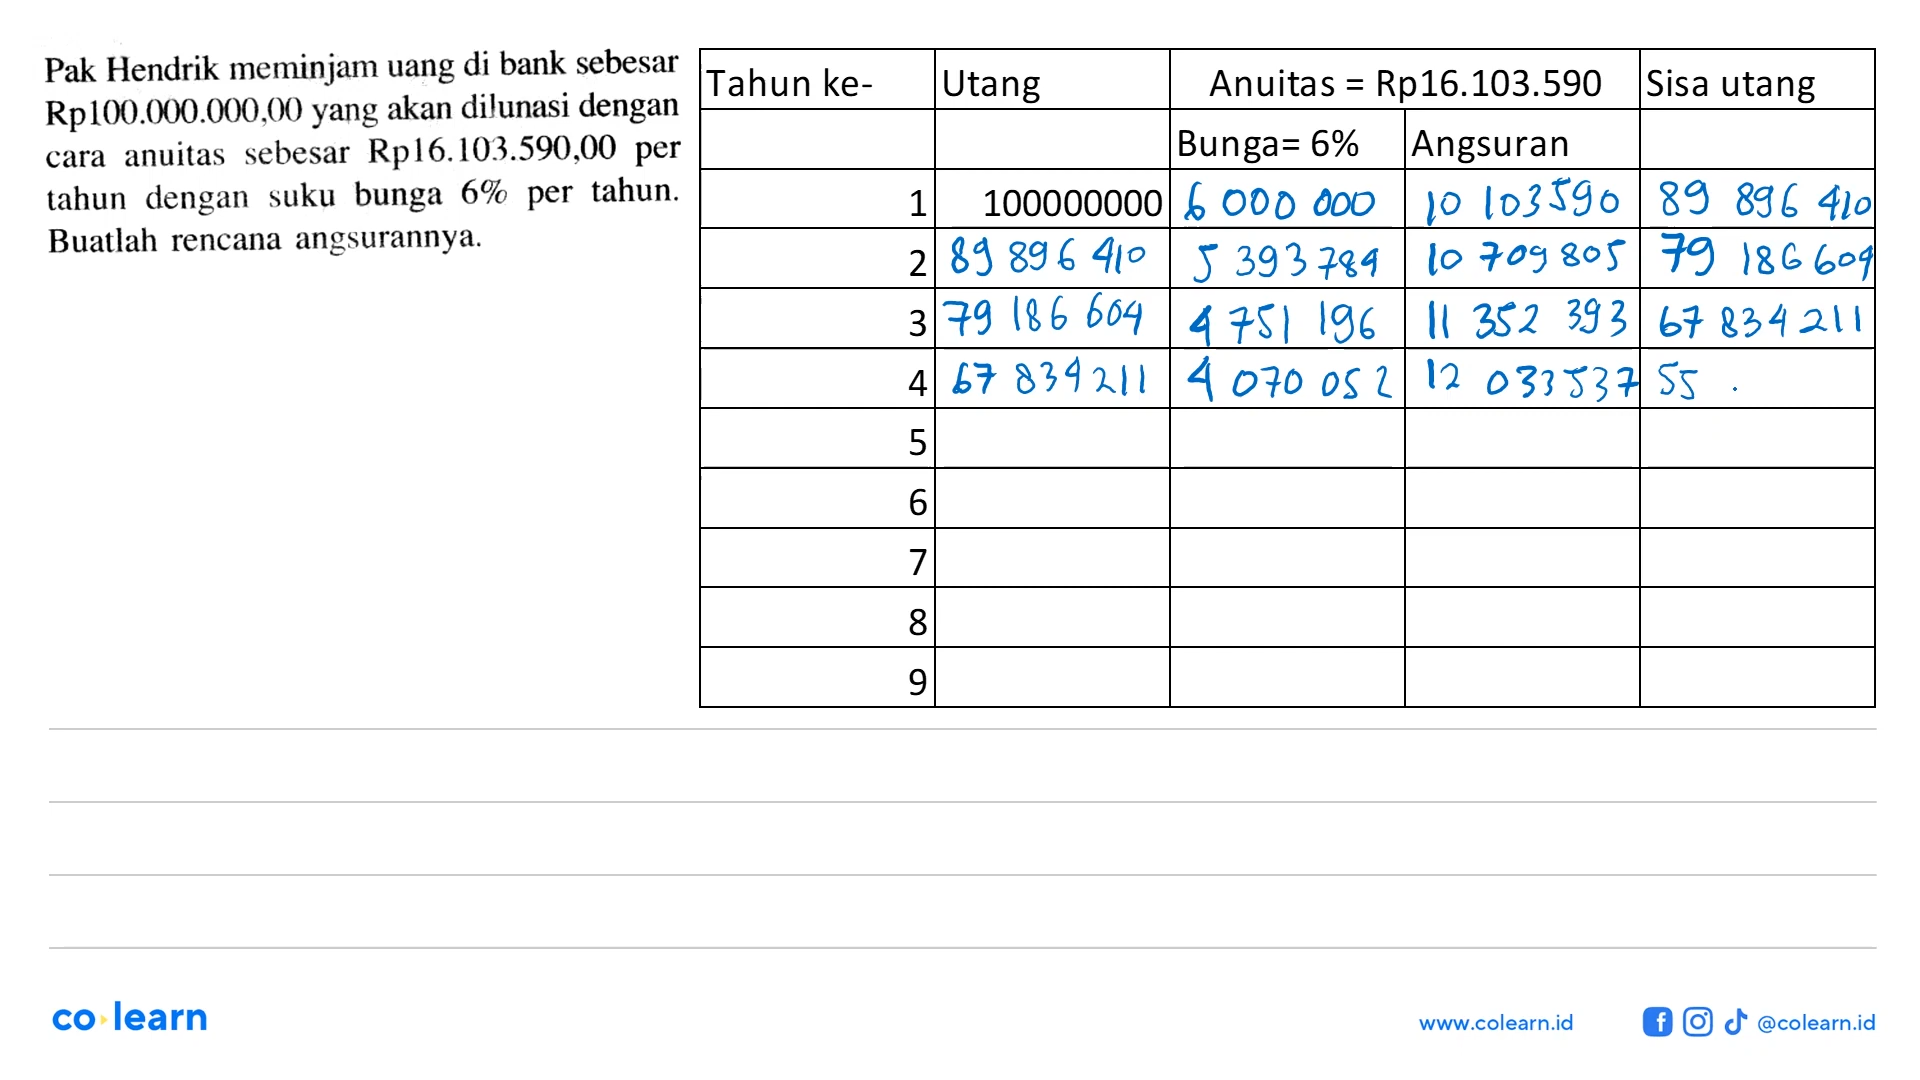 Pak Hendrik meminjam uang di bank sebesar
Rp100.000.000,00 yang akan dilunasi dengan
cara anuitas sebesar Rp16.103.590,00 per
tahun dengan suku bunga 6% per tahun.
Buatlah rencana angsurannya.
Tahun ke- Utang Anuitas = Rp16.103.590 Sisa utang
Bunga= 6% Angsuran
1 100000000 6 000 000 10 103590 89 896 410
2 89 896 410 5 393 784 10 709 805 79 186 604
3 79 186 604 4 751 196 11 352 393 67 834 211
4 67 834 211 4 070 052 12 033537 55 .
5
6
7
8
9
co learn
www.colearn.id @colearn.id